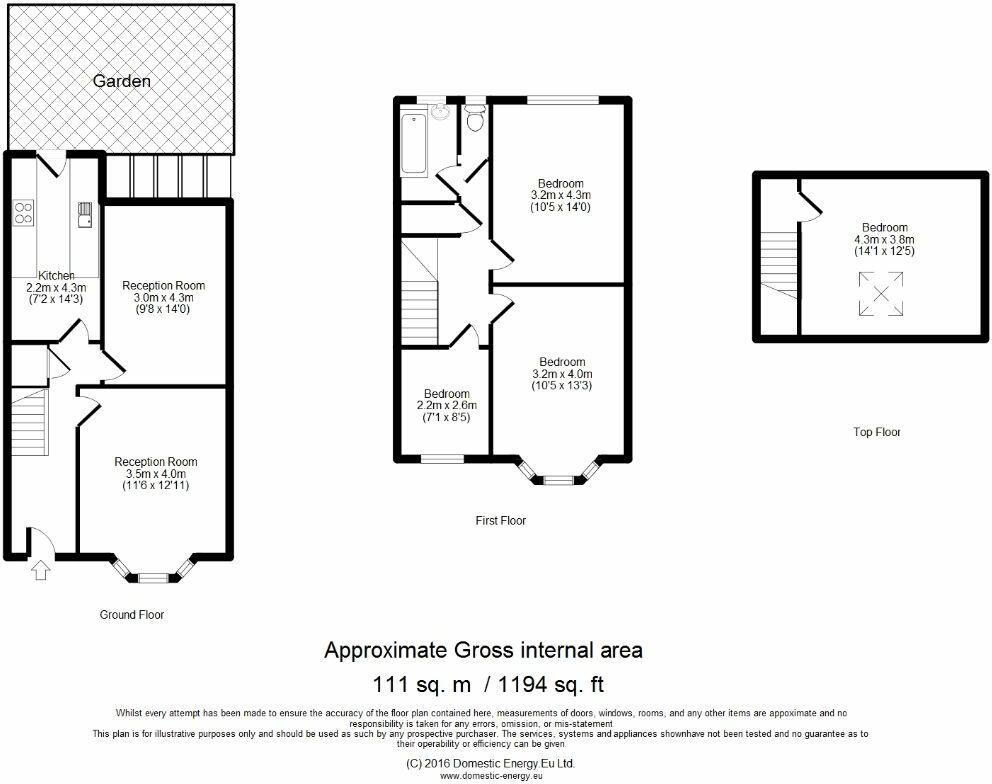 Garden
Kitchen
2.2m x 4.3m
(7'2 x 14'3)
Reception Room
3.0m x 4.3m
(9'8 x 14'0)
Reception Room
3.5m x 4.0m
(11'6 x 12'11)
Ground Floor
Bedroom
3.2m x 4.3m
(10'5 x 14'0)
Bedroom
3.2m x 4.0m
(10'5 x 13'3)
Bedroom
2.2m x 2.6m
(7'1 x 8'5)
First Floor
Bedroom
4.3m x 3.8m
(14'1 x 12'5)
Top Floor
Approximate Gross internal area
111 sq. m / 1194 sq. ft
Whilst every attempt has been made to ensure the accuracy of the floor plan contained here, measurements of doors, windows, rooms, and any other items are appoximate and no
responsibility is taken for any errors, omission, or mis-statement
This plan is for illustrative purposes only and should be used as such by any prospective purchaser. The services, systems and appliances shownhave not been tested and no guarantee as to
their operability or efficiency can be given
(C) 2016 Domestic Energy.Eu Ltd.
www.domestic-energy.eu